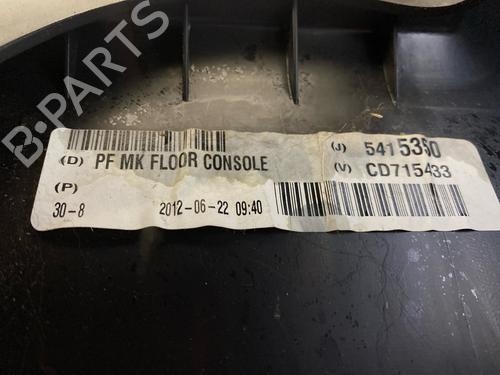 B-PARTS
(D) PF MK FLOOR CONSOLE
(J) 5415350
(P)
(V) CD715433
30-8 2012-06-22 09:40